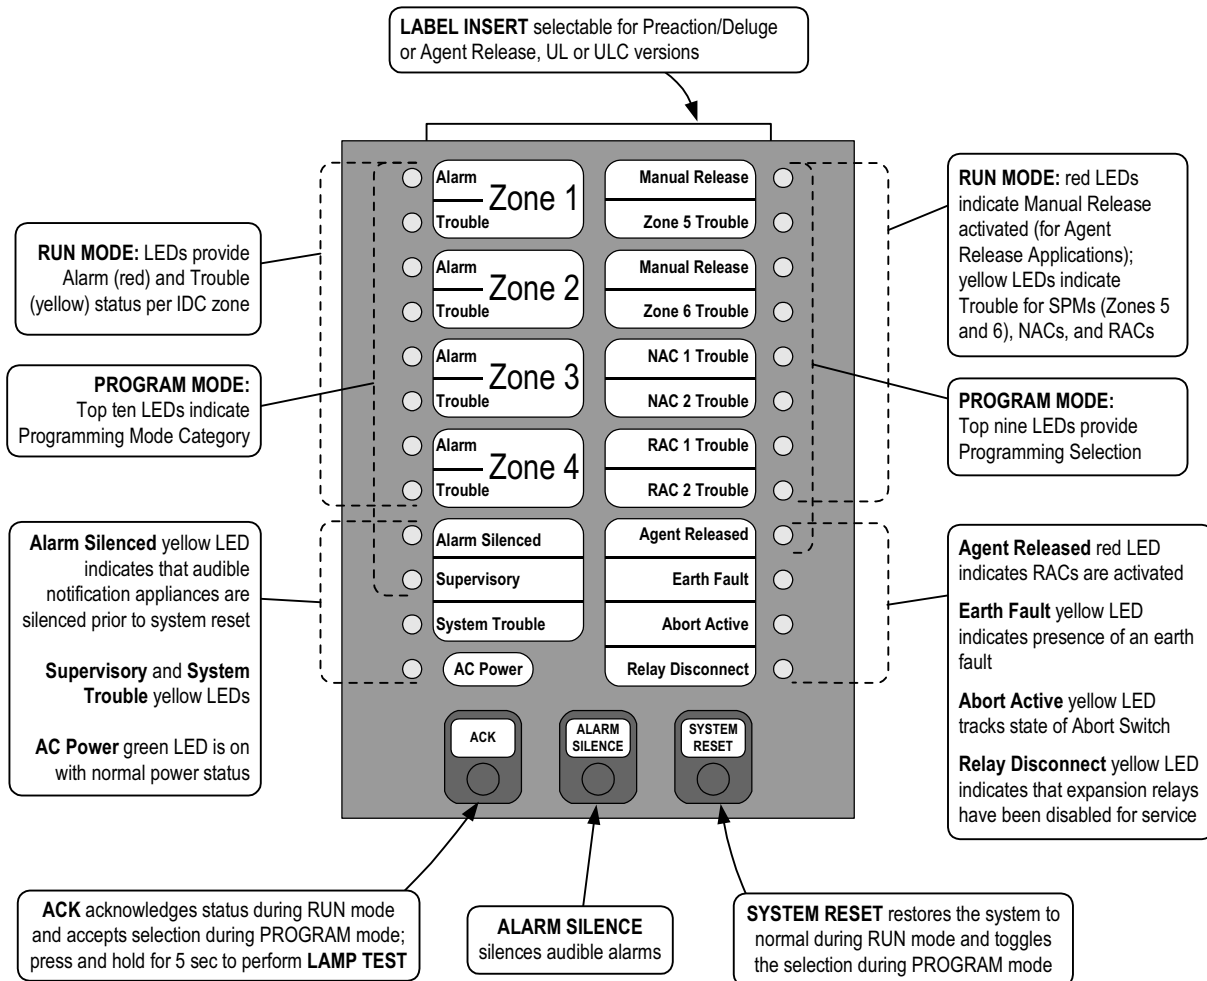 LABEL INSERT selectable for Preaction/Deluge
or Agent Release, UL or ULC versions
RUN MODE: LEDs provide
Alarm (red) and Trouble
(yellow) status per IDC zone
PROGRAM MODE:
Top ten LEDs indicate
Programming Mode Category
Alarm Silenced yellow LED
indicates that audible
notification appliances are
silenced prior to system reset
Supervisory and System
Trouble yellow LEDs
AC Power green LED is on
with normal power status
Alarm
Zone 1
Trouble
Alarm
Zone 2
Trouble
Alarm
Zone 3
Trouble
Alarm
Zone 4
Trouble
Alarm Silenced
Supervisory
System Trouble
AC Power
Manual Release
Zone 5 Trouble
Manual Release
Zone 6 Trouble
NAC 1 Trouble
NAC 2 Trouble
RAC 1 Trouble
RAC 2 Trouble
Agent Released
Earth Fault
Abort Active
Relay Disconnect
ACK
ALARM
SILENCE
SYSTEM
RESET
RUN MODE: red LEDs
indicate Manual Release
activated (for Agent
Release Applications);
yellow LEDs indicate
Trouble for SPMs (Zones 5
and 6), NACs, and RACs
PROGRAM MODE:
Top nine LEDs provide
Programming Selection
Agent Released red LED
indicates RACs are activated
Earth Fault yellow LED
indicates presence of an earth
fault
Abort Active yellow LED
tracks state of Abort Switch
Relay Disconnect yellow LED
indicates that expansion relays
have been disabled for service
ACK acknowledges status during RUN mode
and accepts selection during PROGRAM mode;
press and hold for 5 sec to perform LAMP TEST
ALARM SILENCE
silences audible alarms
SYSTEM RESET restores the system to
normal during RUN mode and toggles
the selection during PROGRAM mode